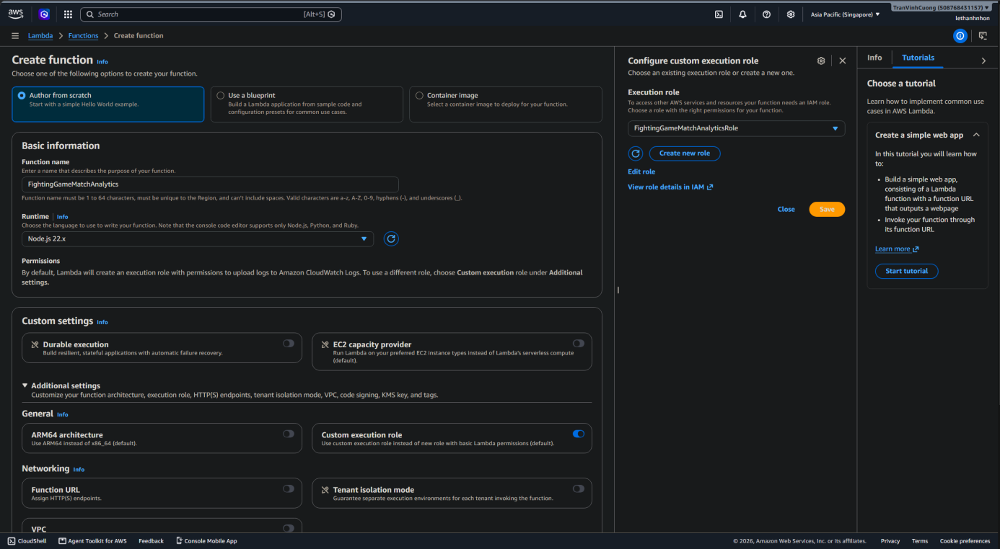 aws
Search
[Alt+S]
Asia Pacific (Singapore) ▼
TranVinhCuong (508768431157) ▼
lethanhnhon
Lambda > Functions > Create function
Create function Info
Choose one of the following options to create your function.
Author from scratch
Start with a simple Hello World example.
Use a blueprint
Build a Lambda application from sample code and
configuration presets for common use cases.
Container image
Select a container image to deploy for your function.
Basic information
Function name
Enter a name that describes the purpose of your function.
FightingGameMatchAnalytics
Function name must be 1 to 64 characters, must be unique to the Region, and can't include spaces. Valid characters are a-z, A-Z, 0-9, hyphens (-), and underscores (_).
Runtime | Info
Choose the language to use to write your function. Note that the console code editor supports only Node.js, Python, and Ruby.
Node.js 22.x
Permissions
By default, Lambda will create an execution role with permissions to upload logs to Amazon CloudWatch Logs. To use a different role, choose Custom execution role under Additional
settings.
Custom settings Info
Durable execution
Build resilient, stateful applications with automatic failure recovery.
EC2 capacity provider
Run Lambda on your preferred EC2 instance types instead of Lambda's serverless compute
(default).
▼ Additional settings
Customize your function architecture, execution role, HTTP(S) endpoints, tenant isolation mode, VPC, code signing, KMS key, and tags.
General Info
ARM64 architecture
Use ARM64 instead of x86_64 (default).
Custom execution role
Use custom execution role instead of new role with basic Lambda permissions (default).
Networking Info
Function URL
Assign HTTP(S) endpoints.
Tenant isolation mode
Guarantee separate execution environments for each tenant invoking the function.
VPC
Configure custom execution role
Choose an existing execution role or create a new one.
Execution role
To access other AWS services and resources your function needs an IAM role.
Choose a role with the right permissions for your function.
FightingGameMatchAnalyticsRole
Create new role
Edit role
View role details in IAM
Close
Save
Info
Tutorials
Choose a tutorial
Learn how to implement common use
cases in AWS Lambda.
Create a simple web app
In this tutorial you will learn how
to:
• Build a simple web app,
consisting of a Lambda
function with a function URL
that outputs a webpage
• Invoke your function through
its function URL
Learn more
Start tutorial
CloudShell
Agent Toolkit for AWS
Feedback
Console Mobile App
© 2026, Amazon Web Services, Inc. or its affiliates.
Privacy
Terms
Cookie preferences